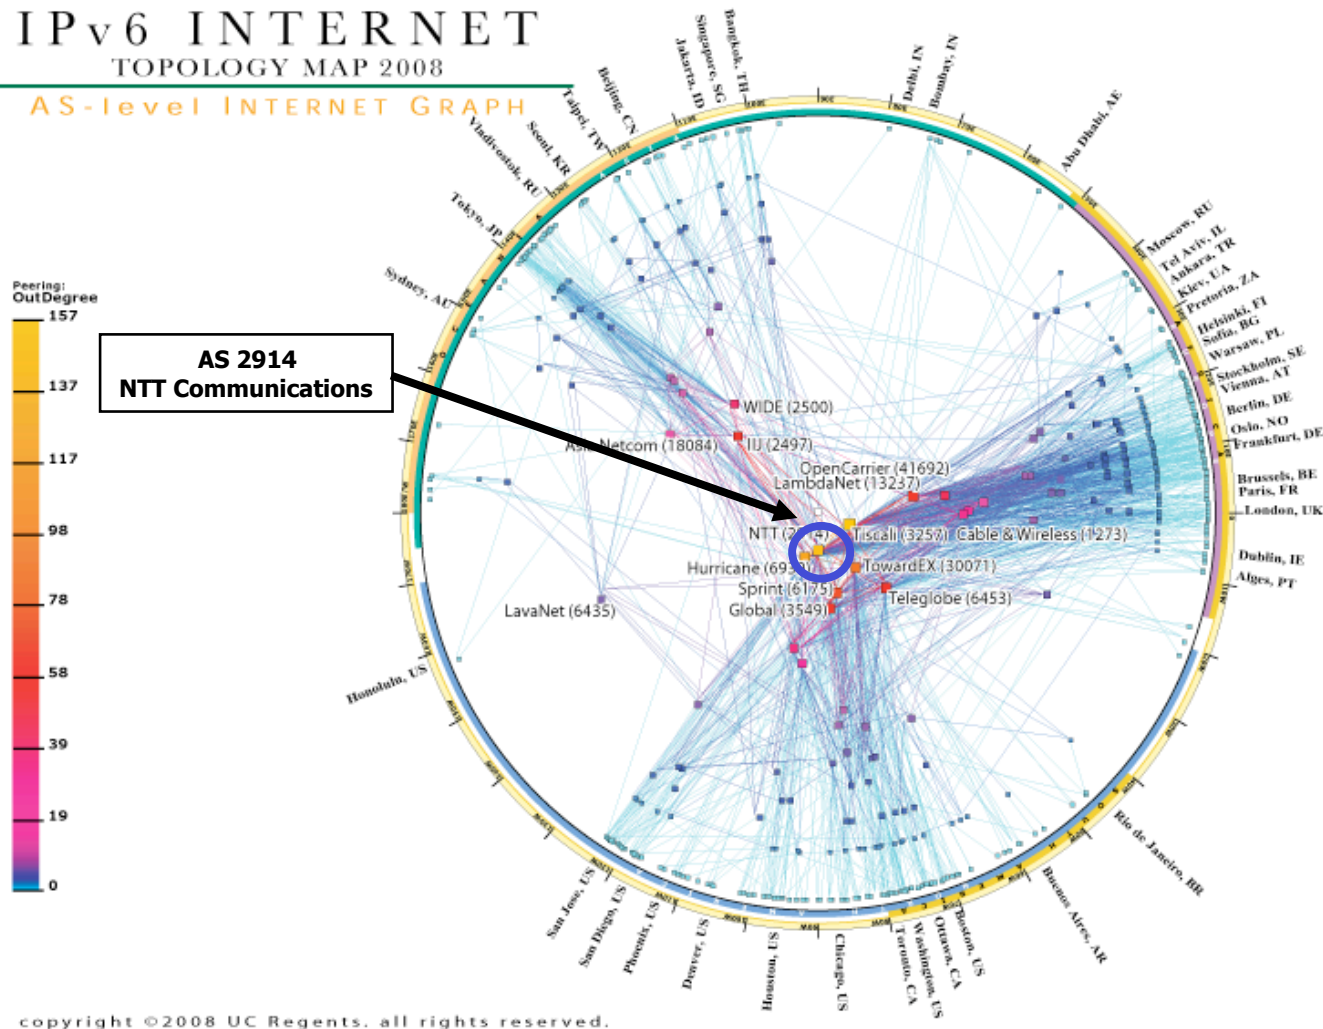 IPv6 INTERNET
TOPOLOGY MAP 2008
AS-level INTERNET GRAPH
Peering:
OutDegree
157
137
117
98
78
58
39
19
0
AS 2914
NTT Communications
Sydney, AU
Tokyo, JP
Vladivostok, RU
Seoul, KR
Taipei, TW
Beijing, CN
Jakarta, ID
Singapore, SG
Bangkok, TH
Delhi, IN
Bombay, IN
Abu Dhabi, AE
Moscow, RU
Tel Aviv, IL
Ankara, TR
Kiev, UA
Pretoria, ZA
Helsinki, FI
Sofia, BG
Warsaw, PL
Stockholm, SE
Vienna, AT
Berlin, DE
Oslo, NO
Frankfurt, DE
Brussels, BE
Paris, FR
London, UK
Dublin, IE
Alges, PT
WIDE (2500)
IIJ (2497)
Netcom (18084)
OpenCarrier (41692)
LambdaNet (13237)
NTT
Tiscali (3257)
Cable & Wireless (1273)
Hurricane
TowardEX (30071)
Sprint (6175)
Teleglobe (6453)
Global (3549)
LavaNet (6435)
Honolulu, US
San Jose, US
San Diego, US
Phoenix, US
Denver, US
Houston, US
Chicago, US
Toronto, CA
Washington, US
Ottawa, CA
Boston, US
Buenos Aires, AR
Rio de Janeiro, BR
copyright ©2008 UC Regents. all rights reserved.